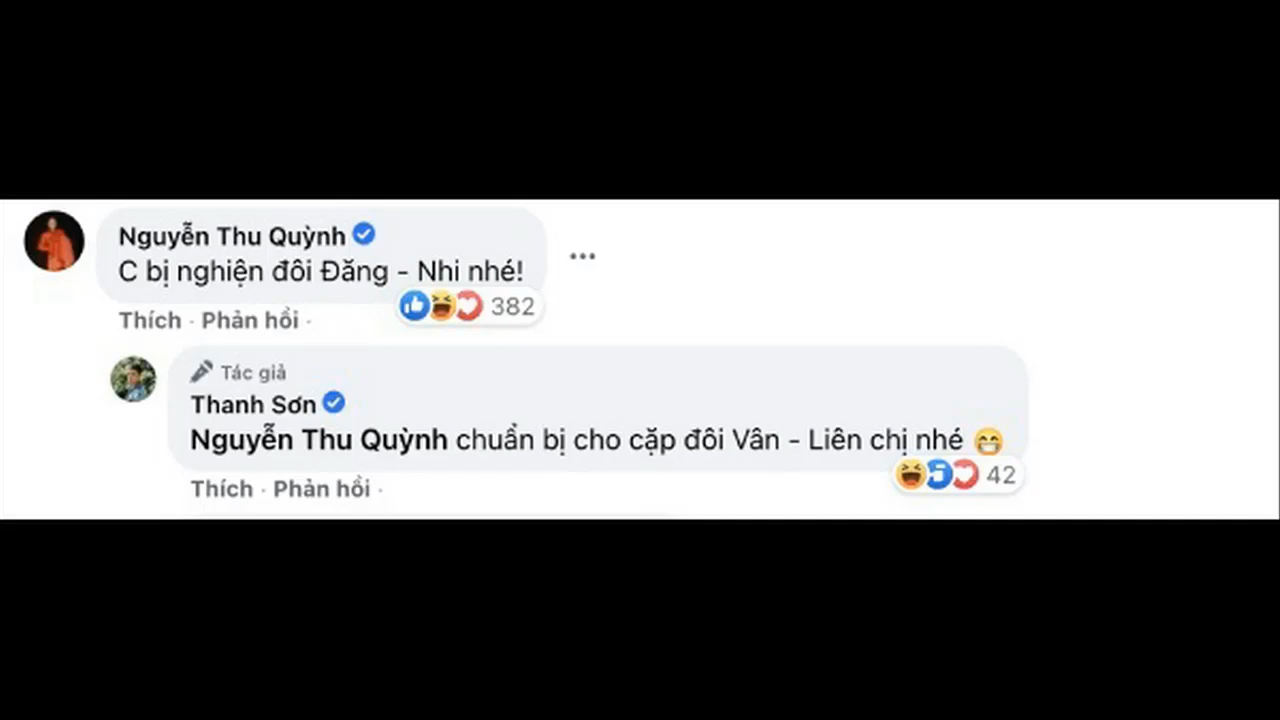 Nguyễn Thu Quỳnh
C bị nghiện đôi Đăng - Nhi nhé!
Thích · Phản hồi ·
382
Tác giả
Thanh Sơn
Nguyễn Thu Quỳnh chuẩn bị cho cặp đôi Vân - Liên chị nhé 😁
Thích · Phản hồi ·
42